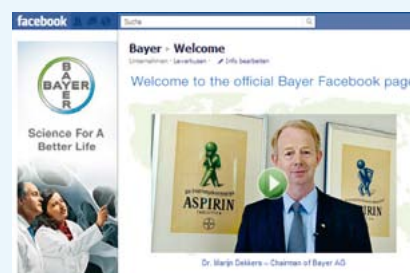 facebook
Suche
Bayer > Welcome
Unternehmen · Leverkusen · Info bearbeiten
Welcome to the official Bayer Facebook page
BAYER
BAYER
Science For A
Better Life
ASPIRIN
Dr. Marijn Dekkers – Chairman of Bayer AG